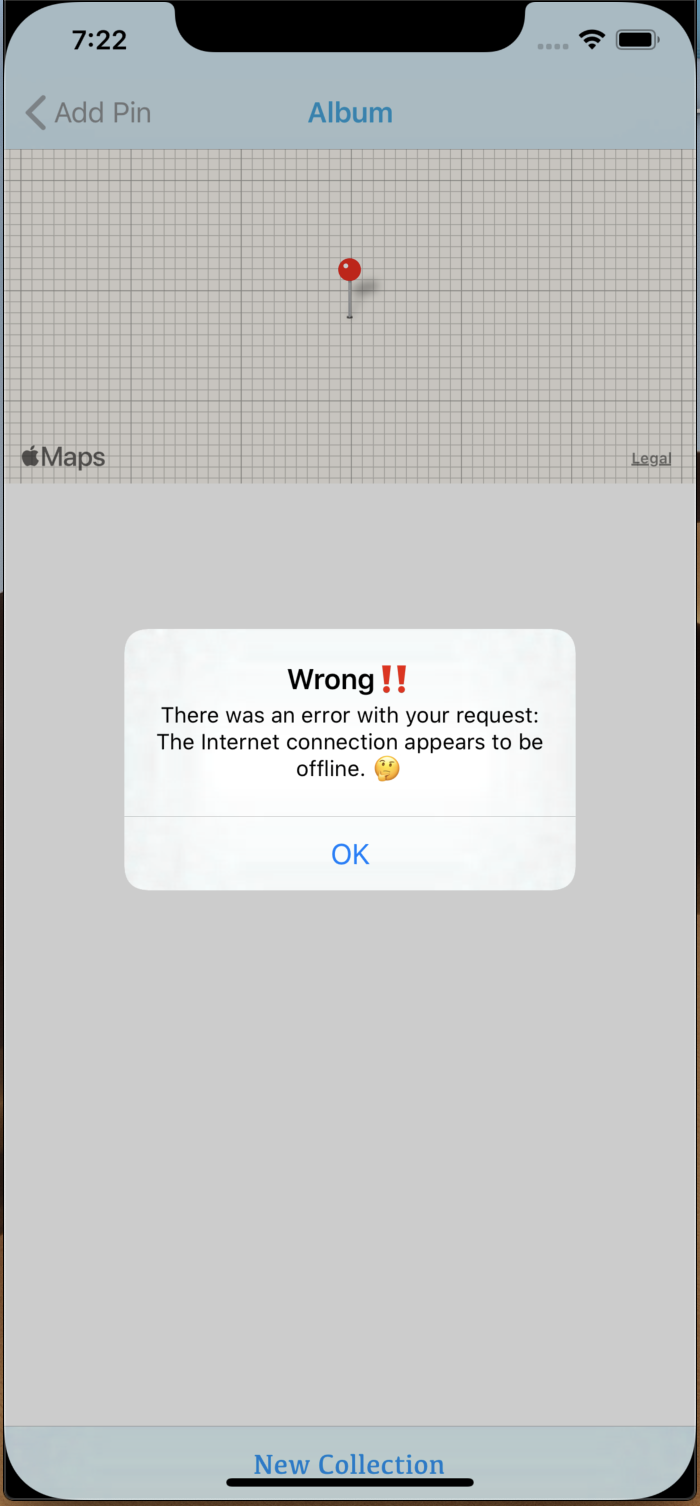 7:22
Add Pin
Album
Maps
Legal
Wrong‼️
There was an error with your request:
The Internet connection appears to be
offline. 🤔
OK
New Collection